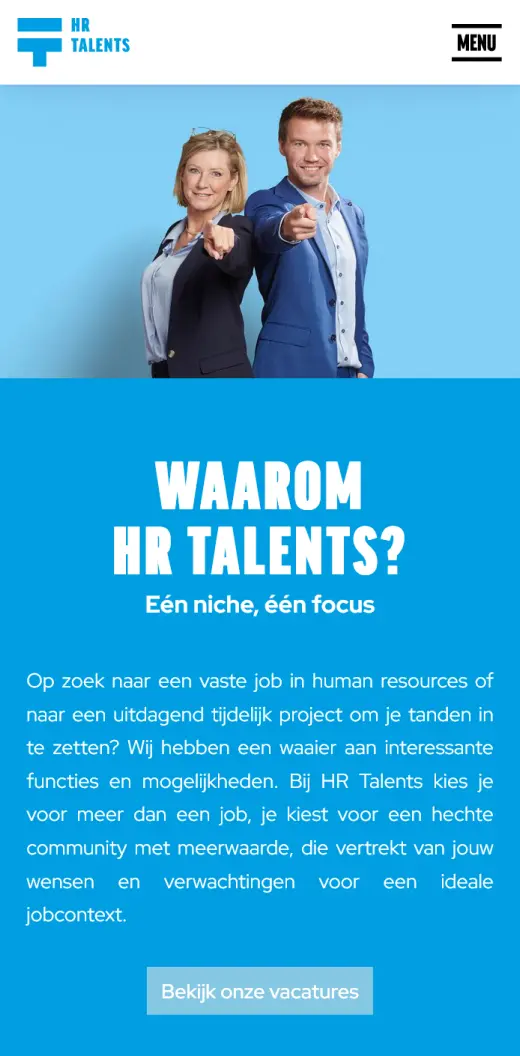 HR
TALENTS
MENU
WAAROM
HR TALENTS?
Eén niche, één focus
Op zoek naar een vaste job in human resources of
naar een uitdagend tijdelijk project om je tanden in
te zetten? Wij hebben een waaier aan interessante
functies en mogelijkheden. Bij HR Talents kies je
voor meer dan een job, je kiest voor een hechte
community met meerwaarde, die vertrekt van jouw
wensen en verwachtingen voor een ideale
jobcontext.
Bekijk onze vacatures